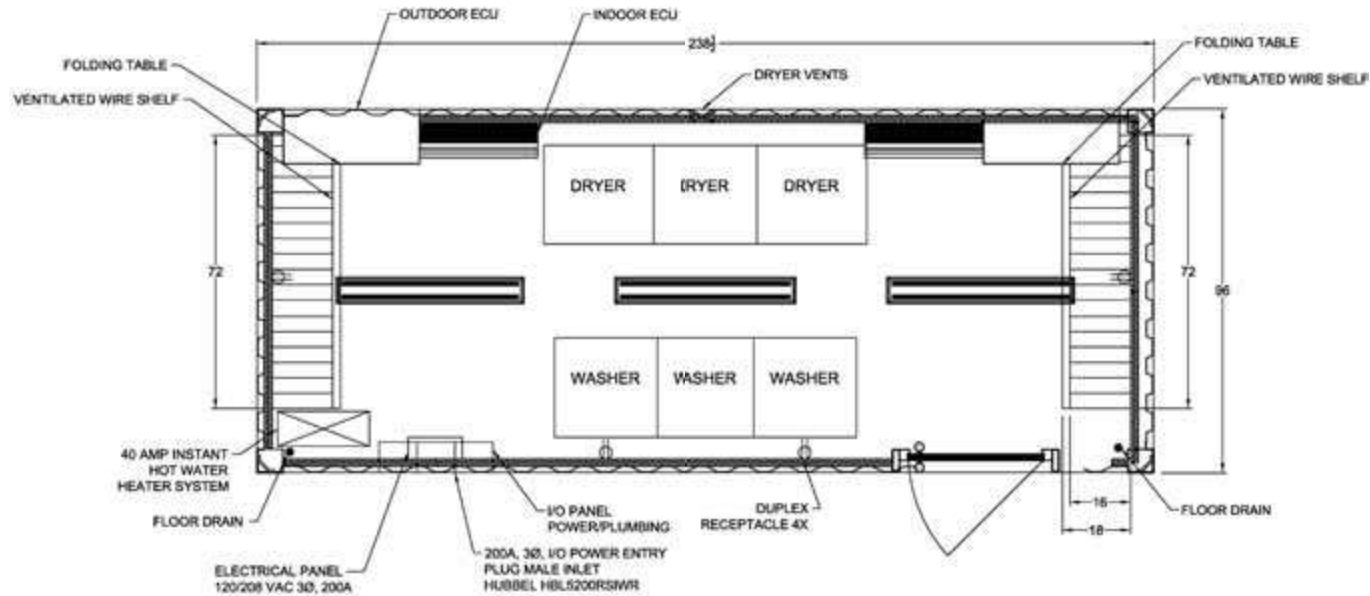 OUTDOOR ECU
INDOOR ECU
238½
FOLDING TABLE
FOLDING TABLE
DRYER VENTS
VENTILATED WIRE SHELF
VENTILATED WIRE SHELF
DRYER
DRYER
DRYER
72
72
96
WASHER
WASHER
WASHER
40 AMP INSTANT
HOT WATER
HEATER SYSTEM
FLOOR DRAIN
I/O PANEL
POWER/PLUMBING
DUPLEX
RECEPTACLE 4X
16
18
FLOOR DRAIN
200A, 3Ø, I/O POWER ENTRY
PLUG MALE INLET
HUBBEL HBL5200RSIWR
ELECTRICAL PANEL
120/208 VAC 3Ø, 200A